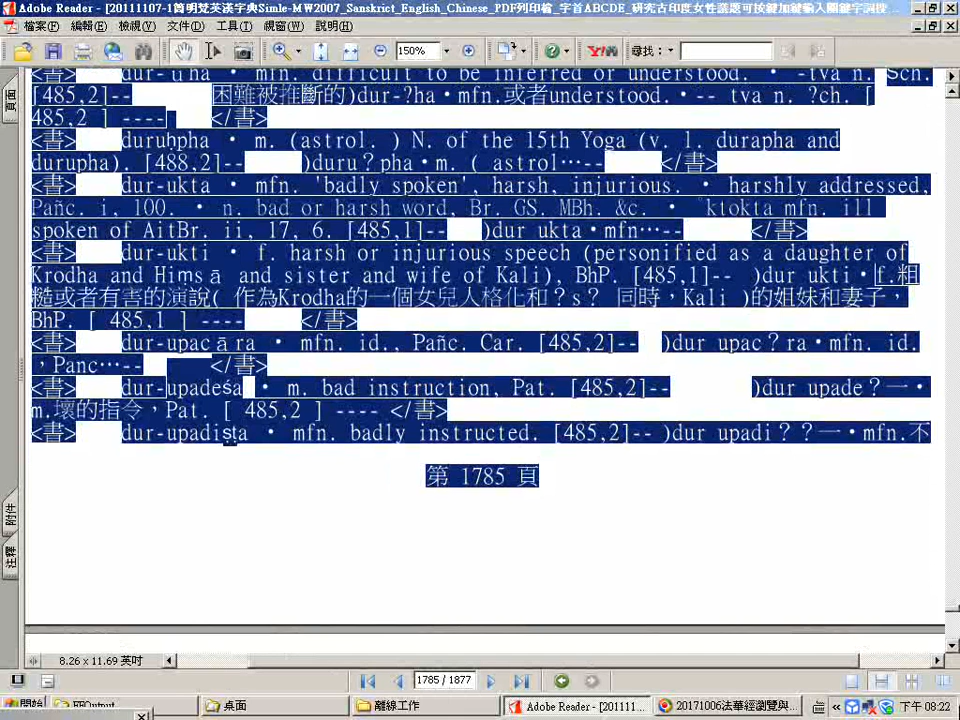 Adobe Reader - [20111107-1簡明梵英漢字典Simle-MW2007_Sanskrict_English_Chinese_PDF列印檔_字首ABCDE_研究古印度女性議題可按鍵鍵輸入關鍵字詞搜
檔案(F) 編輯(E) 檢視(V) 文件(D) 工具(T) 視窗(W) 說明(H)
150% 尋找：
頁面
<書> dur-ūha • mfn. difficult to be inferred or understood. • -tva n. Sch.
[485,2]-- 困難被推斷的)dur-?ha•mfn.或者understood.•-- tva n. ?ch. [
485,2 ] ---- </書>
<書> duruḥpha • m. (astrol. ) N. of the 15th Yoga (v. l. durapha and
durupha). [488,2]-- )duru？pha•m. ( astrol…-- </書>
<書> dur-ukta • mfn. 'badly spoken', harsh, injurious. • harshly addressed,
Pañc. i, 100. • n. bad or harsh word, Br. GS. MBh. &c. • °ktokta mfn. ill
spoken of AitBr. ii, 17, 6. [485,1]-- )dur ukta•mfn…-- </書>
<書> dur-ukti • f. harsh or injurious speech (personified as a daughter of
Krodha and Hiṃsā and sister and wife of Kali), BhP. [485,1]-- )dur ukti•f.粗
糙或者有害的演說( 作為Krodha的一個女兒人格化和？s？ 同時，Kali )的姐妹和妻子，
BhP. [ 485,1 ] ---- </書>
<書> dur-upacāra • mfn. id., Pañc. Car. [485,2]-- )dur upac？ra•mfn. id.
，Panc…-- </書>
<書> dur-upadeśa • m. bad instruction, Pat. [485,2]-- )dur upade？一•
m.壞的指令，Pat. [ 485,2 ] ---- </書>
<書> dur-upadiṣṭa • mfn. badly instructed. [485,2]-- )dur upadi？？一•mfn.不
第 1785 頁
附件
注釋
8.26 x 11.69 英吋
1785 / 1877
開始 FFOutput 桌面 離線工作 Adobe Reader - [201111... 20171006法華經瀏覽與... 下午 08:22